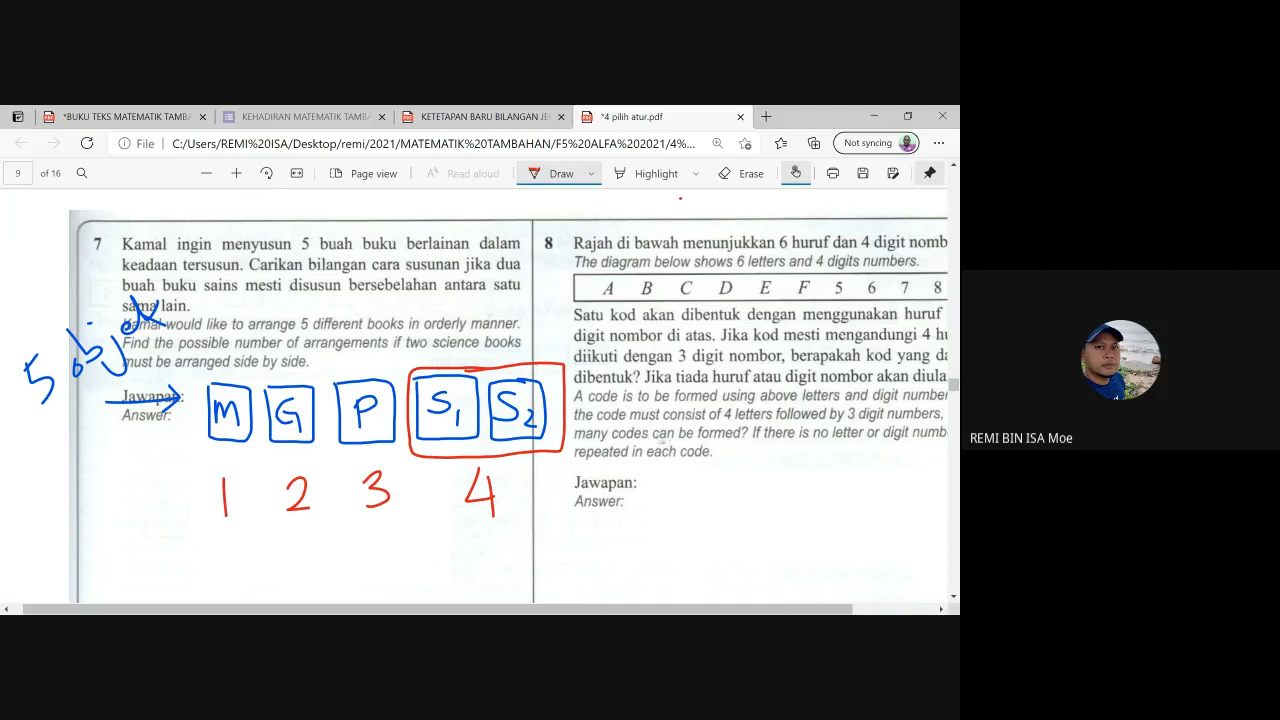 *BUKU TEKS MATEMATIK TAMBA
KEHADIRAN MATEMATIK TAMBA
KETETAPAN BARU BILANGAN JE
*4 pilih atur.pdf
File
C:/Users/REMI%20ISA/Desktop/remi/2021/MATEMATIK%20TAMBAHAN/F5%20ALFA%202021/4%...
Not syncing
9 of 16
Page view
Read aloud
Draw
Highlight
Erase
7 Kamal ingin menyusun 5 buah buku berlainan dalam
keadaan tersusun. Carikan bilangan cara susunan jika dua
buah buku sains mesti disusun bersebelahan antara satu
sama lain.
Kamal would like to arrange 5 different books in orderly manner.
Find the possible number of arrangements if two science books
must be arranged side by side.
Jawapan:
Answer:
5 objek
M G P S1 S2
1 2 3 4
8 Rajah di bawah menunjukkan 6 huruf dan 4 digit nomb
The diagram below shows 6 letters and 4 digits numbers.
A B C D E F 5 6 7 8
Satu kod akan dibentuk dengan menggunakan huruf
digit nombor di atas. Jika kod mesti mengandungi 4 hu
diikuti dengan 3 digit nombor, berapakah kod yang da
dibentuk? Jika tiada huruf atau digit nombor akan diula
A code is to be formed using above letters and digit number
the code must consist of 4 letters followed by 3 digit numbers,
many codes can be formed? If there is no letter or digit numb
repeated in each code.
Jawapan:
Answer:
REMI BIN ISA Moe